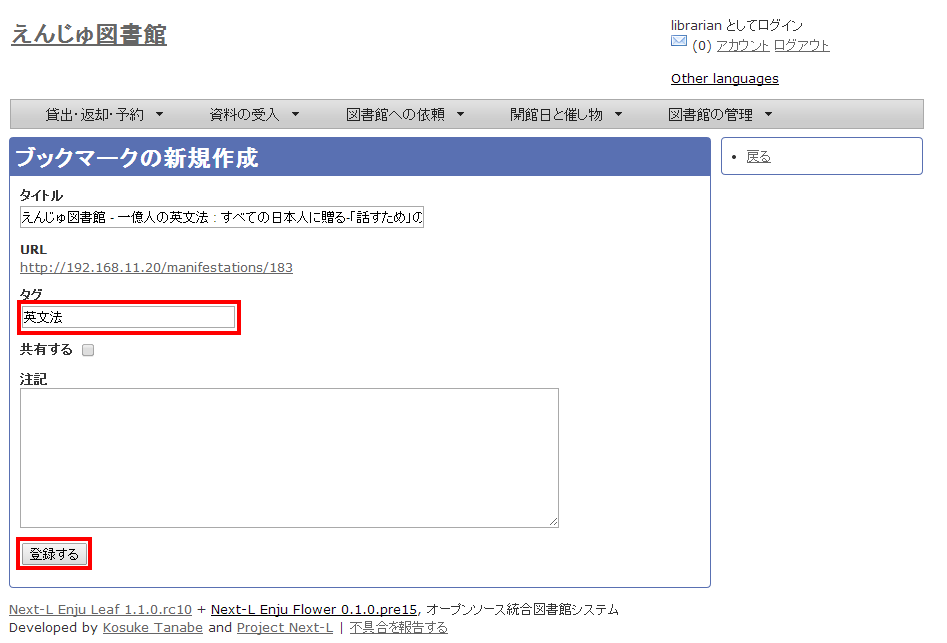 えんじゅ図書館
librarian としてログイン
(0) アカウント ログアウト
Other languages
貸出・返却・予約 ▼ 資料の受入 ▼ 図書館への依頼 ▼ 開館日と催し物 ▼ 図書館の管理 ▼
ブックマークの新規作成
• 戻る
タイトル
えんじゅ図書館 - 一億人の英文法 : すべての日本人に贈る-「話すため」の
URL
http://192.168.11.20/manifestations/183
タグ
英文法
共有する
注記
登録する
Next-L Enju Leaf 1.1.0.rc10 + Next-L Enju Flower 0.1.0.pre15, オープンソース統合図書館システム
Developed by Kosuke Tanabe and Project Next-L | 不具合を報告する